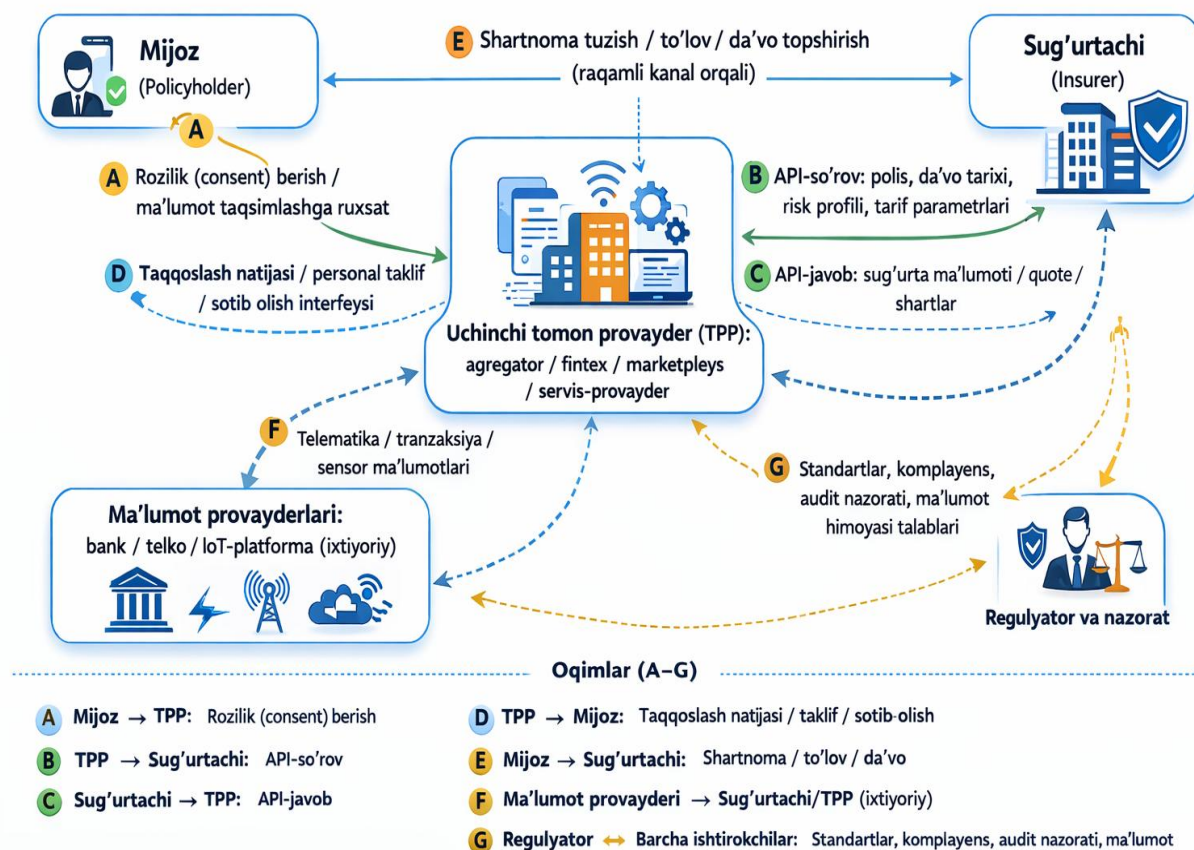 Mijoz
(Policyholder)
E Shartnoma tuzish / to'lov / da'vo topshirish
(raqamli kanal orqali)
Sug'urtachi
(Insurer)
A
A Rozilik (consent) berish /
ma'lumot taqsimlashga ruxsat
B API-so'rov: polis, da'vo tarixi,
risk profili, tarif parametrlari
D Taqqoslash natijasi / personal taklif
/ sotib olish interfeysi
C API-javob: sug'urta ma'lumoti / quote /
shartlar
Uchinchi tomon provayder (TPP):
agregator / fintex / marketpleys
/ servis-provayder
F Telematika / tranzaksiya /
sensor ma'lumotlari
G Standartlar, komplayens,
audit nazorati, ma'lumot
himoyasi talablari
Ma'lumot provayderlari:
bank / telko / IoT-platforma (ixtiyoriy)
Regulyator va nazorat
Oqimlar (A–G)
A Mijoz → TPP: Rozilik (consent) berish
B TPP → Sug'urtachi: API-so'rov
C Sug'urtachi → TPP: API-javob
D TPP → Mijoz: Taqqoslash natijasi / taklif / sotib-olish
E Mijoz → Sug'urtachi: Shartnoma / to'lov / da'vo
F Ma'lumot provayderi → Sug'urtachi/TPP (ixtiyoriy)
G Regulyator ↔ Barcha ishtirokchilar: Standartlar, komplayens, audit nazorati, ma'lumot